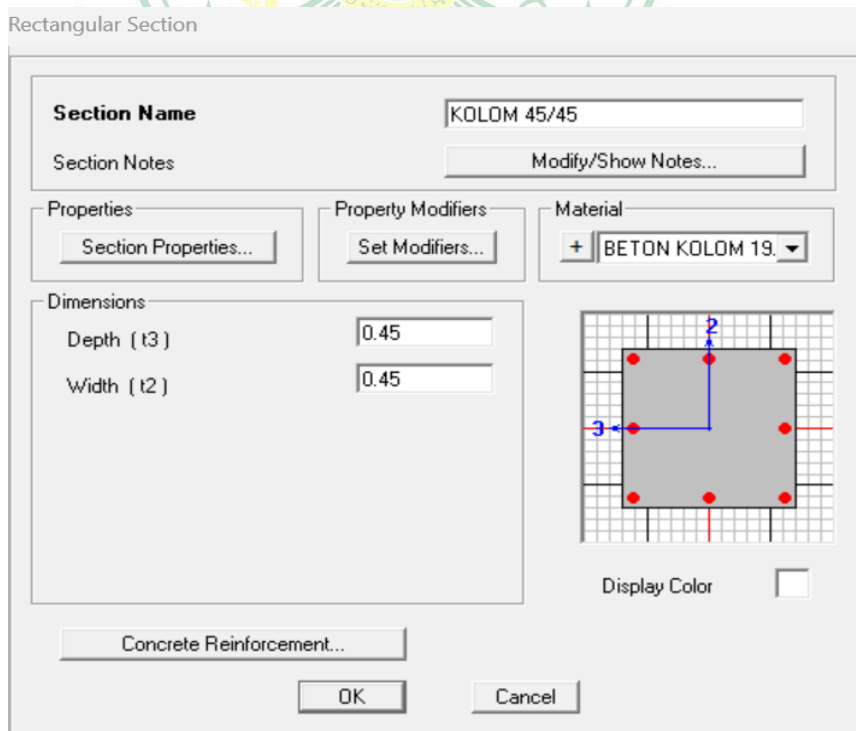 Rectangular Section
Section Name KOLOM 45/45
Section Notes Modify/Show Notes...
Properties Property Modifiers Material
Section Properties... Set Modifiers... + BETON KOLOM 19.
Dimensions
Depth ( t3 ) 0.45
Width ( t2 ) 0.45
2
3
Display Color
Concrete Reinforcement...
OK Cancel